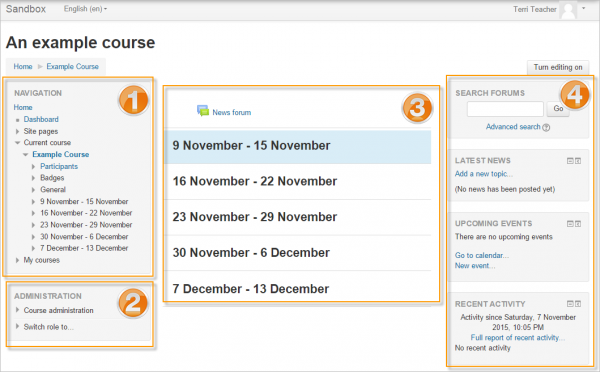 Sandbox English (en) Terri Teacher
An example course
Home Example Course
Turn editing on
NAVIGATION
1
Home
Dashboard
Site pages
Current course
Example Course
Participants
Badges
General
9 November - 15 November
16 November - 22 November
23 November - 29 November
30 November - 6 December
7 December - 13 December
My courses
ADMINISTRATION
2
Course administration
Switch role to...
3
News forum
9 November - 15 November
16 November - 22 November
23 November - 29 November
30 November - 6 December
7 December - 13 December
4
SEARCH FORUMS
Go
Advanced search ?
LATEST NEWS
Add a new topic...
(No news has been posted yet)
UPCOMING EVENTS
There are no upcoming events
Go to calendar...
New event...
RECENT ACTIVITY
Activity since Saturday, 7 November
2015, 10:05 PM
Full report of recent activity...
No recent activity